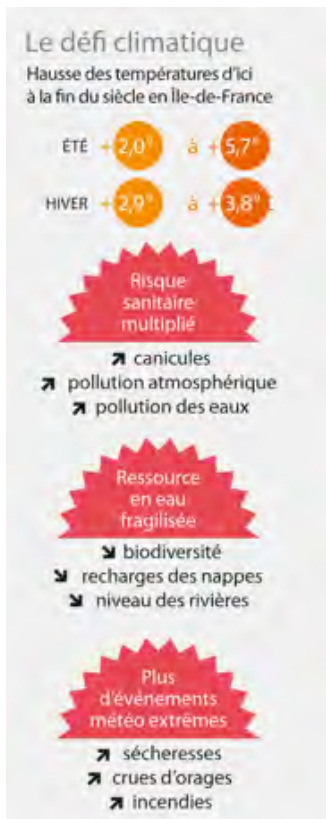 Le défi climatique
Hausse des températures d'ici
à la fin du siècle en Île-de-France
ÉTÉ + 2,0° à + 5,7°
HIVER + 2,9° à + 3,8°
Risque
sanitaire
multiplié
↗ canicules
↗ pollution atmosphérique
↗ pollution des eaux
Ressource
en eau
fragilisée
↘ biodiversité
↘ recharges des nappes
↘ niveau des rivières
Plus
d'événements
météo extrêmes
↗ sécheresses
↗ crues d'orages
↗ incendies